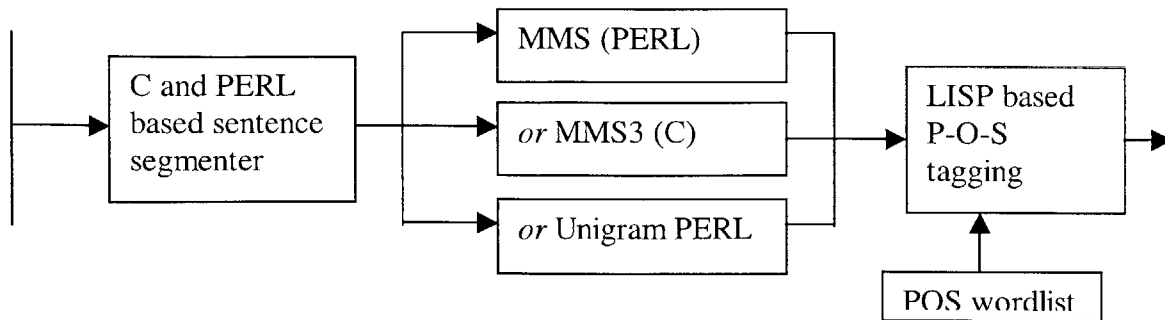 C and PERL
based sentence
segmenter
MMS (PERL)
or MMS3 (C)
or Unigram PERL
LISP based
P-O-S
tagging
POS wordlist